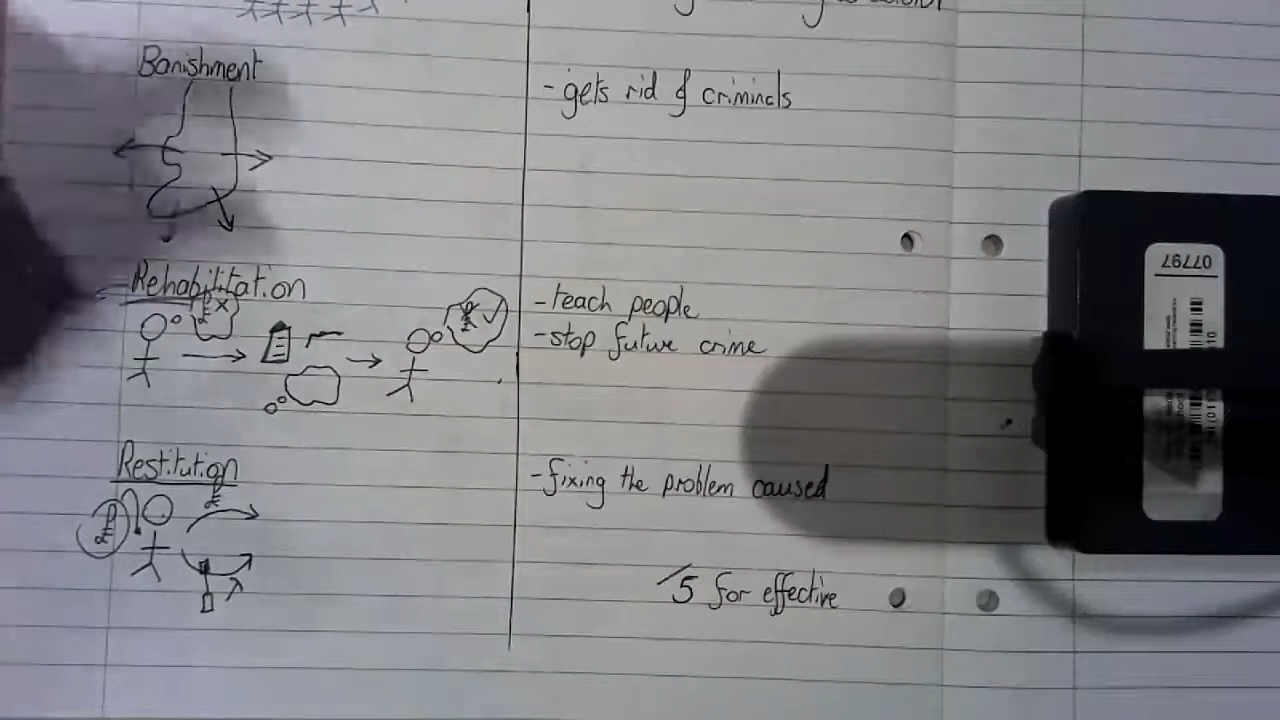 Banishment
- gets rid of criminals
Rehabilitation
£ X
- teach people
- stop future crime
Restitution
- fixing the problem caused
/5 for effective
07797